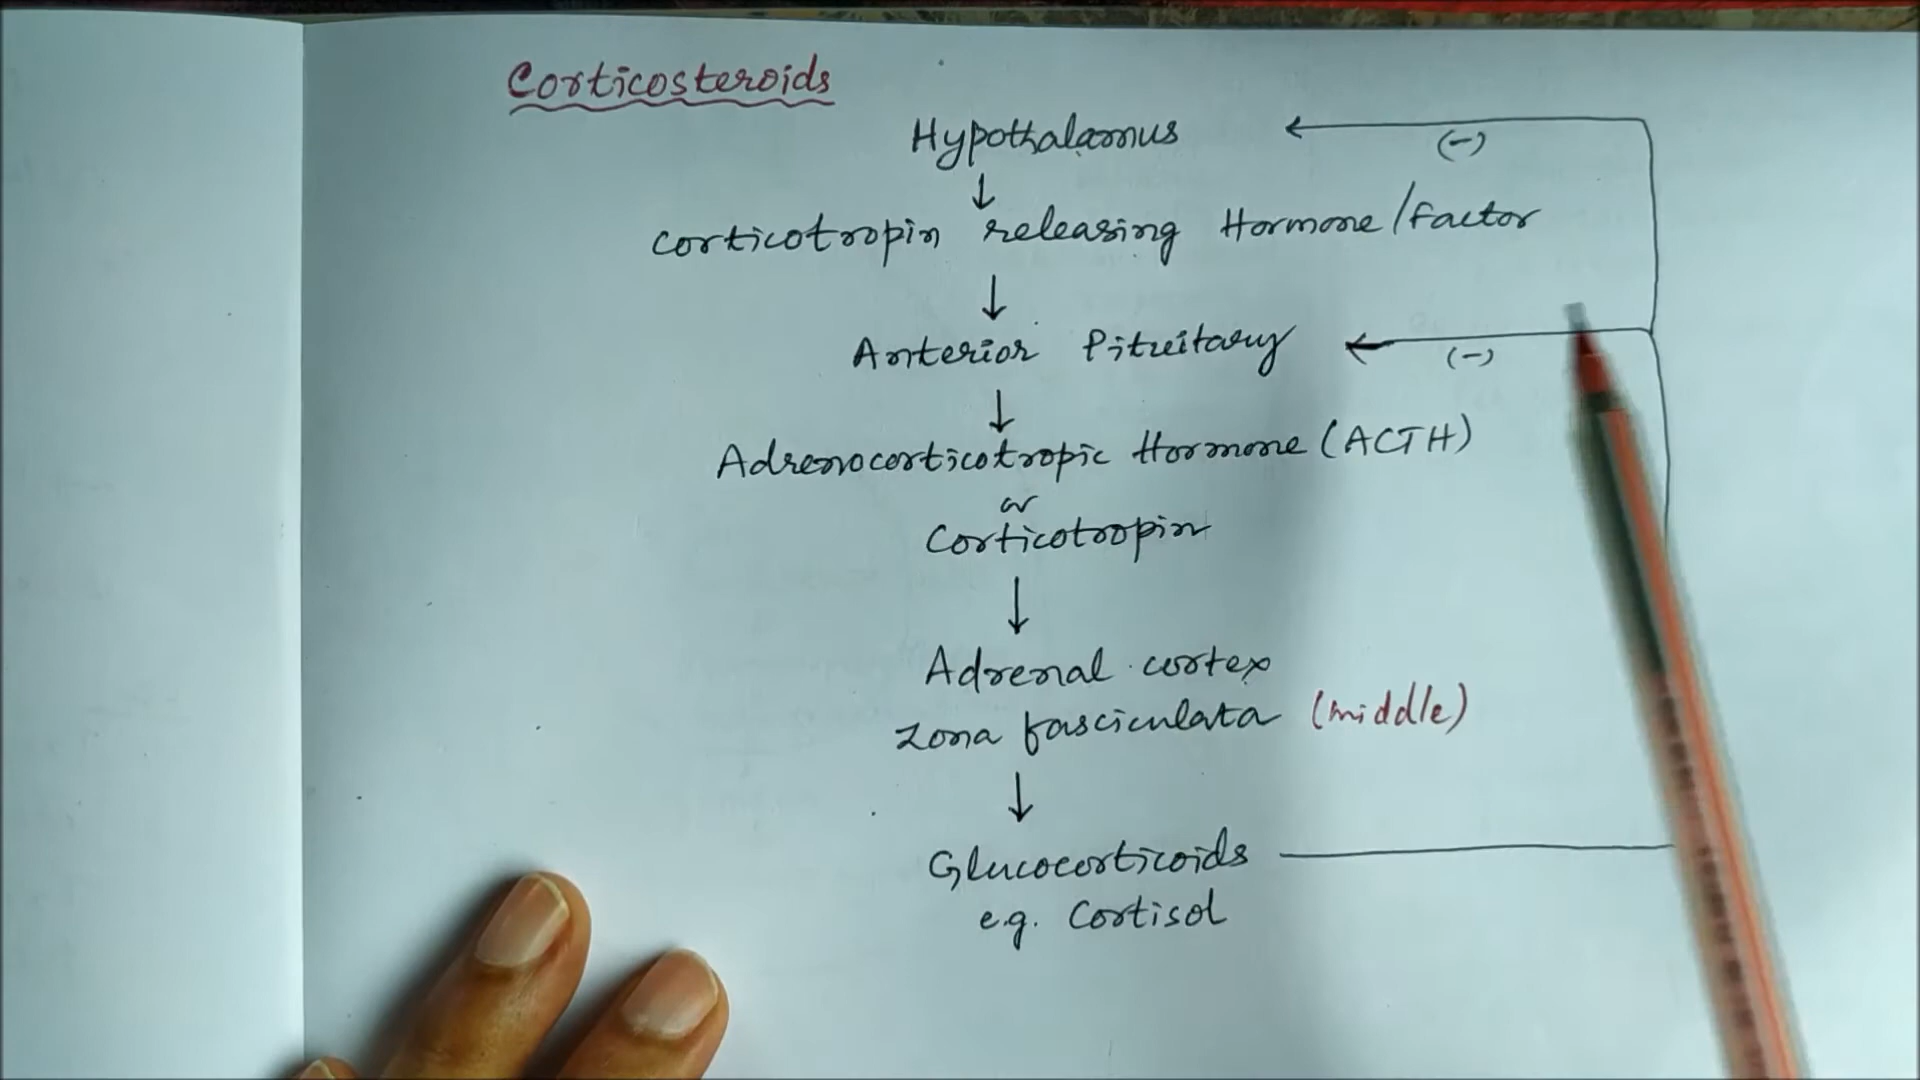 Corticosteroids
Hypothalamus
(-)
corticotropin releasing Hormone/factor
Anterior Pituitary
(-)
Adrenocorticotropic Hormone (ACTH)
or
Corticotropin
Adrenal cortex
Zona fasciculata (middle)
Glucocorticoids
e.g. Cortisol